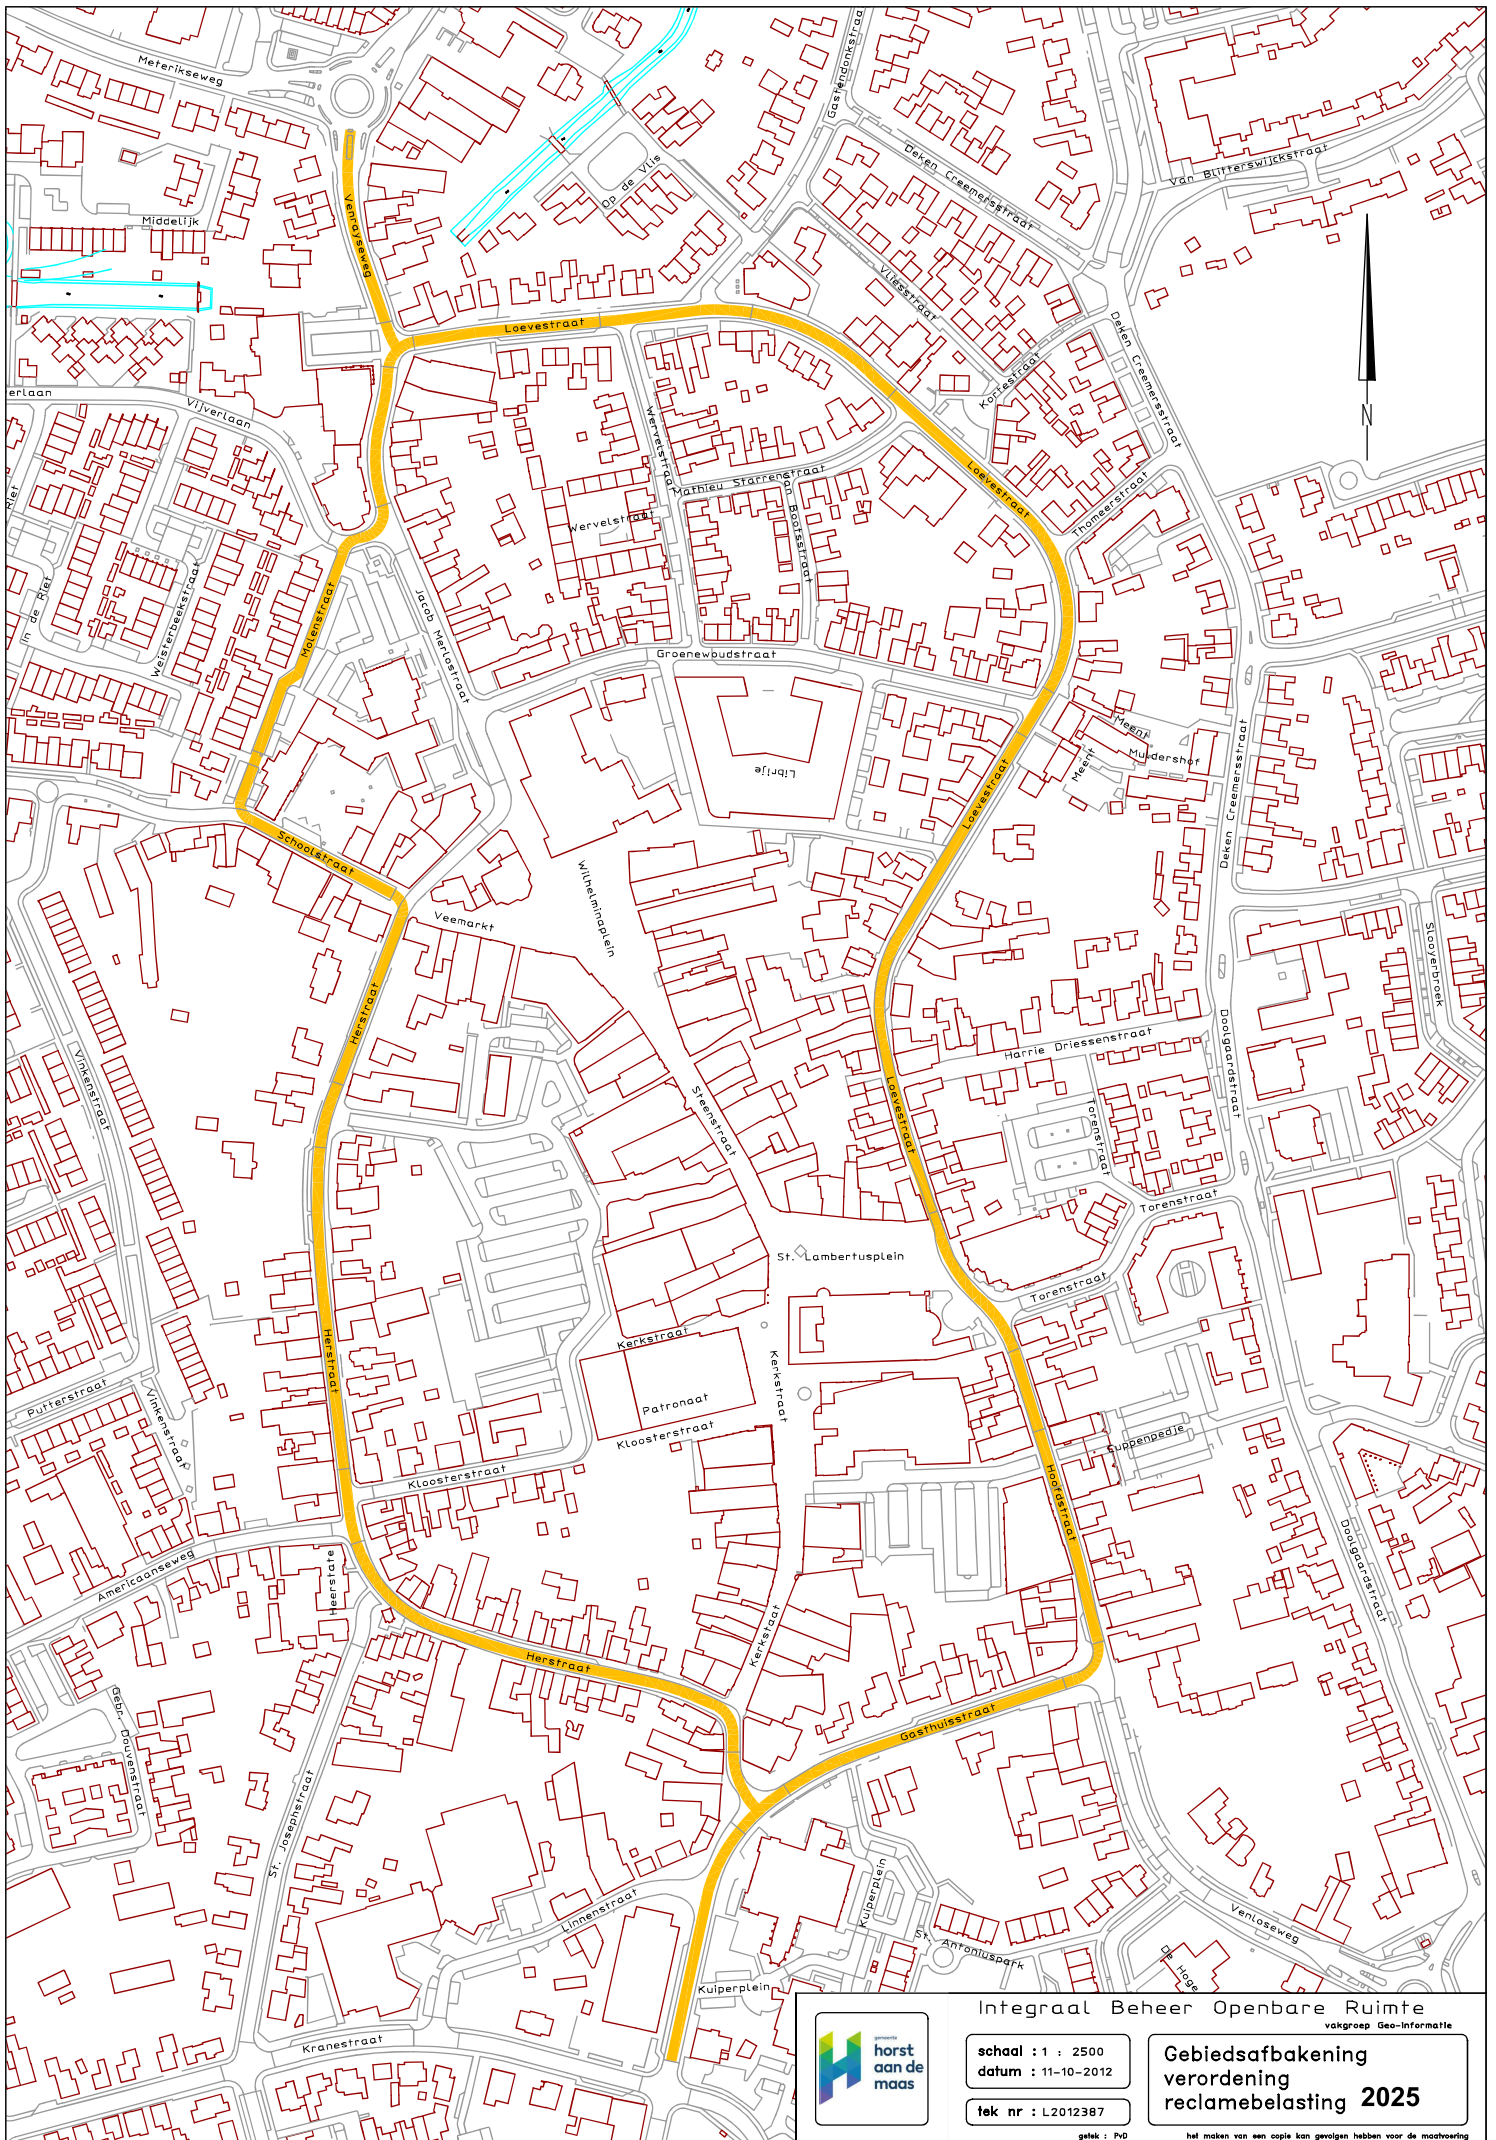 Meterikseweg
Gastendonkstraat
Deken Creemersstraat
Van Blitterswijckstraat
Op de Vlis
Middelijk
Venrayseweg
Vliesstraat
Loevestraat
Deken Creemersstraat
Kortestraat
erlaan
Vijverlaan
N
Wervelstraat
Mathieu Starrenstraat
Loevestraat
Thomeerstraat
Riet
Wervelstraat
Bootsstraat
In de Riet
Weisterbeekstraat
Molenstraat
Jacob Merlostraat
Groenewoudstraat
Meent
Meent
Muldershof
Librije
Loevestraat
Deken Creemersstraat
Schoolstraat
Wilhelminaplein
Veemarkt
Slooyerbroek
Herstraat
Harrie Driessenstraat
Doolgaardstraat
Vinkenstraat
Steenstraat
Loevestraat
Torenstraat
Torenstraat
St. Lambertusplein
Torenstraat
Kerkstraat
Herstraat
Kerkstraat
Putterstraat
Vinkenstraat
Patronaat
Kloosterstraat
Cuppenpedje
Kloosterstraat
Hoofdstraat
Doolgaardstraat
Americaanseweg
Heerstate
Kerkstaat
Herstraat
Gebr. Douvenstraat
Gasthuisstraat
St. Josephstraat
Kuiperplein
Linnenstraat
Venloseweg
St. Antoniuspark
De Hoge
Kuiperplein
Kranestraat
Integraal Beheer Openbare Ruimte
vakgroep Geo-Informatie
gemeente
horst
aan de
maas
schaal : 1 : 2500
datum : 11-10-2012
tek nr : L2012387
Gebiedsafbakening
verordening
reclamebelasting 2025
getek : PvD
het maken van een copie kan gevolgen hebben voor de maatvoering